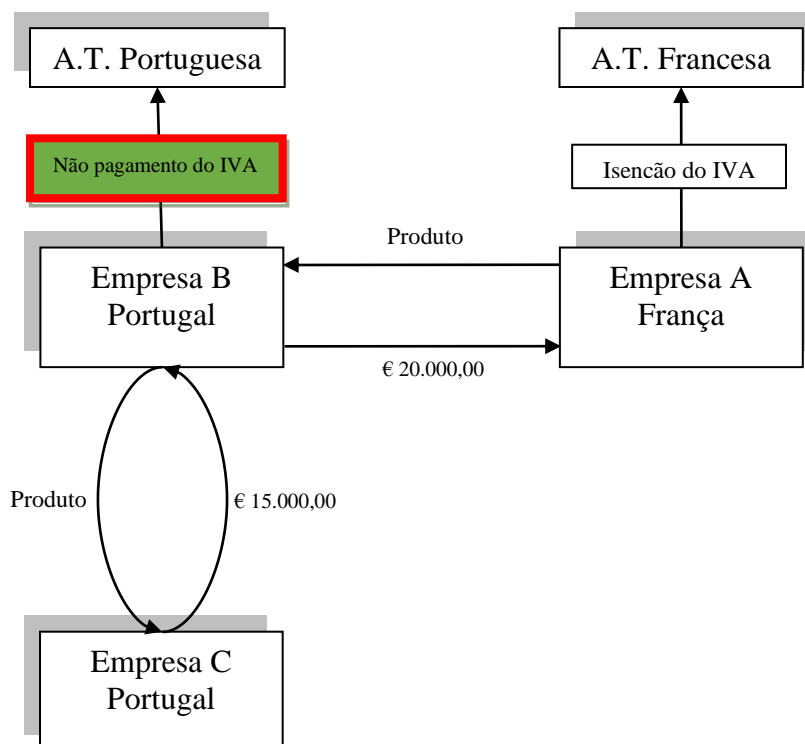 A.T. Portuguesa
A.T. Francesa
Não pagamento do IVA
Isencão do IVA
Produto
Empresa B
Portugal
Empresa A
França
€ 20.000,00
Produto
€ 15.000,00
Empresa C
Portugal